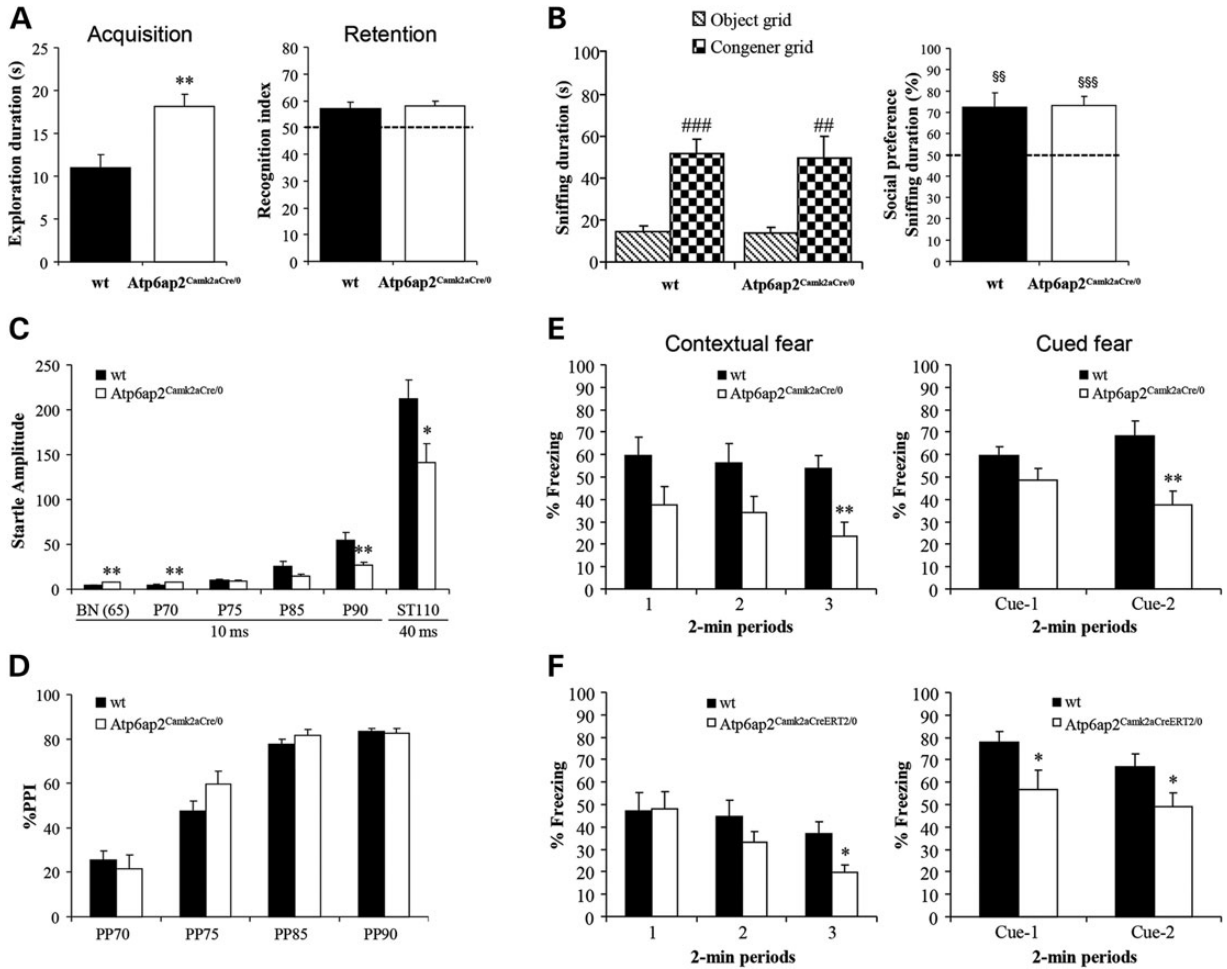 A
Acquisition
Exploration duration (s)
25
20
15
10
5
0
**
wt
Atp6ap2Camk2aCre/0
Retention
Recognition index
80
70
60
50
40
30
20
10
0
wt
Atp6ap2Camk2aCre/0
B
Object grid
Congener grid
Sniffing duration (s)
100
80
60
40
20
0
###
##
wt
Atp6ap2Camk2aCre/0
Social preference
Sniffing duration (%)
100
90
80
70
60
50
40
30
20
10
0
§§
§§§
wt
Atp6ap2Camk2aCre/0
C
wt
Atp6ap2Camk2aCre/0
Startle Amplitude
250
200
150
100
50
0
**
**
**
*
BN (65) P70 P75 P85 P90 ST110
10 ms 40 ms
D
wt
Atp6ap2Camk2aCre/0
%PPI
100
80
60
40
20
0
PP70 PP75 PP85 PP90
E
Contextual fear
wt
Atp6ap2Camk2aCre/0
% Freezing
100
90
80
70
60
50
40
30
20
10
0
**
1 2 3
2-min periods
Cued fear
wt
Atp6ap2Camk2aCre/0
% Freezing
100
90
80
70
60
50
40
30
20
10
0
**
Cue-1 Cue-2
2-min periods
F
wt
Atp6ap2Camk2aCreERT2/0
% Freezing
100
90
80
70
60
50
40
30
20
10
0
*
1 2 3
2-min periods
wt
Atp6ap2Camk2aCreERT2/0
% Freezing
100
90
80
70
60
50
40
30
20
10
0
*
*
Cue-1 Cue-2
2-min periods